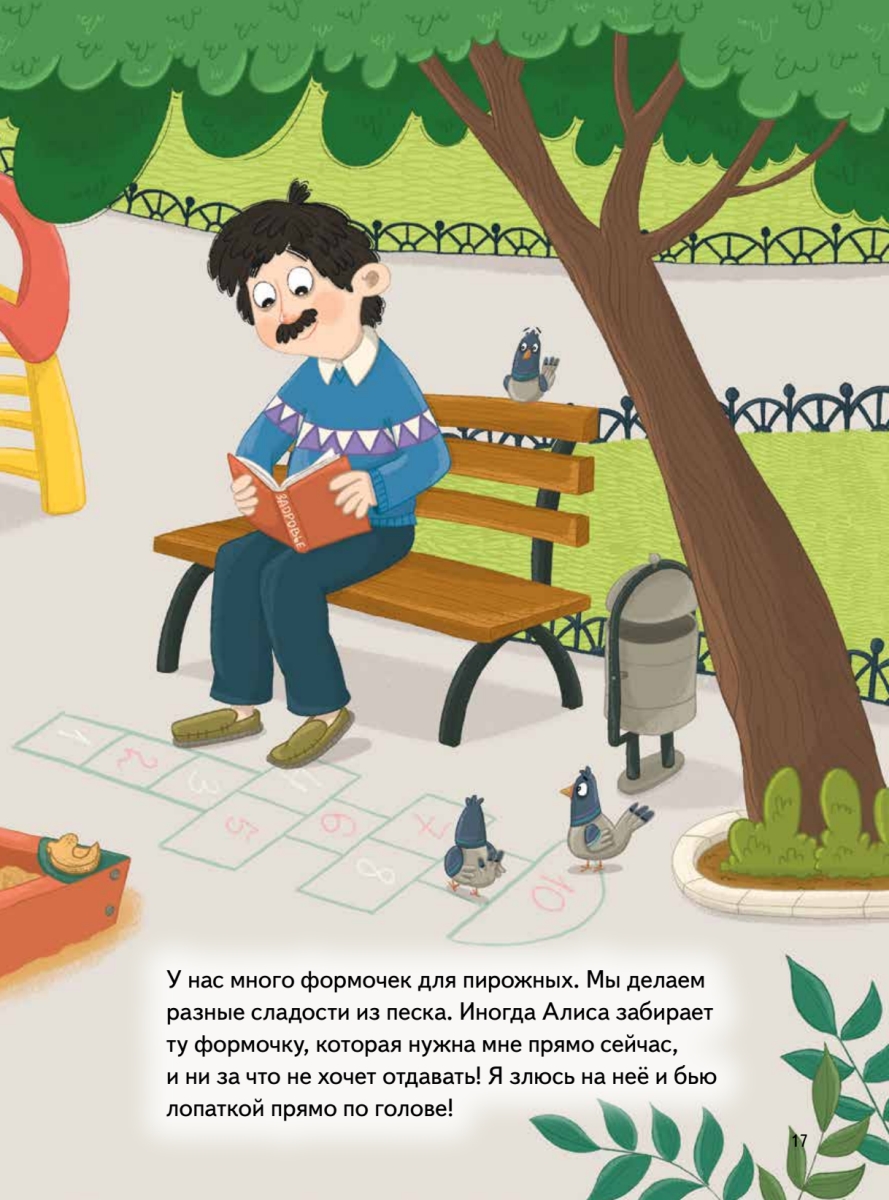 ЗДОРОВЬЕ
1
2
3
4
5
6
7
8
10
У нас много формочек для пирожных. Мы делаем
разные сладости из песка. Иногда Алиса забирает
ту формочку, которая нужна мне прямо сейчас,
и ни за что не хочет отдавать! Я злюсь на неё и бью
лопаткой прямо по голове!
17